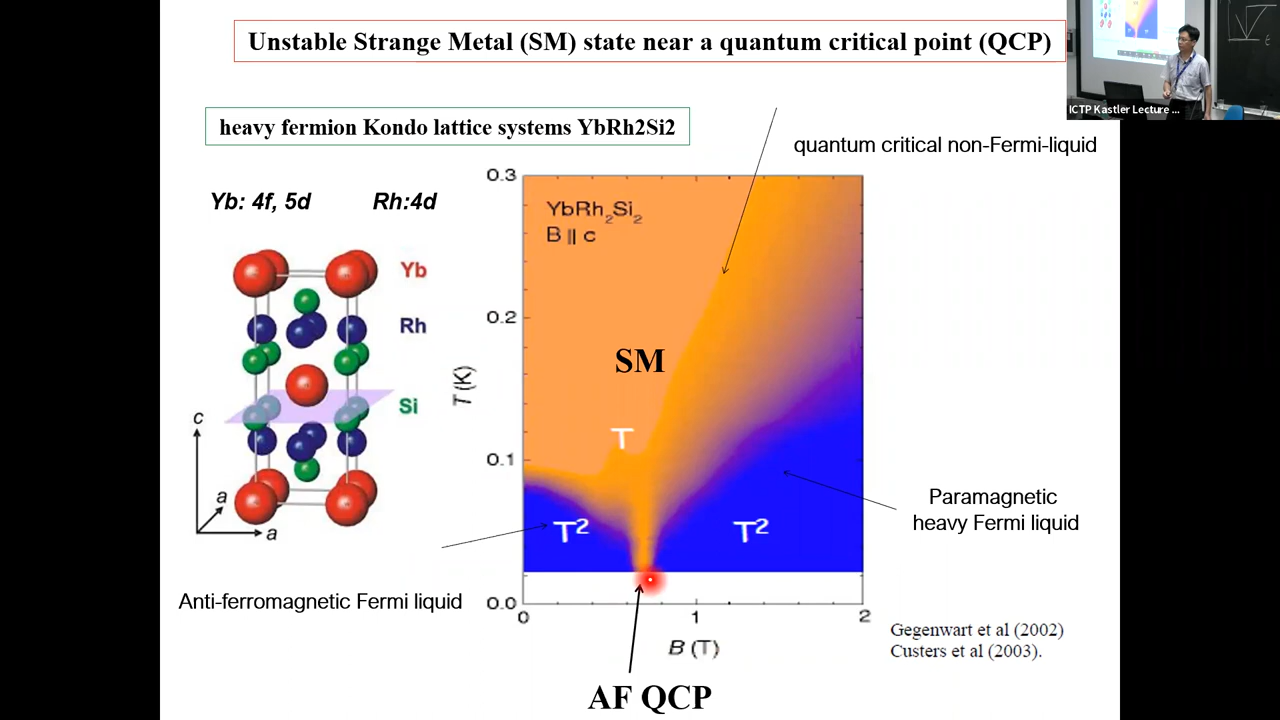 Unstable Strange Metal (SM) state near a quantum critical point (QCP)
ICTP Kastler Lecture ...
heavy fermion Kondo lattice systems YbRh2Si2
quantum critical non-Fermi-liquid
Yb: 4f, 5d
Rh:4d
Yb
Rh
Si
c
a
a
0.3
0.2
0.1
0.0
T (K)
YbRh2Si2
B || c
SM
T
T²
T²
0
1
2
B (T)
Paramagnetic
heavy Fermi liquid
Anti-ferromagnetic Fermi liquid
AF QCP
Gegenwart et al (2002)
Custers et al (2003).